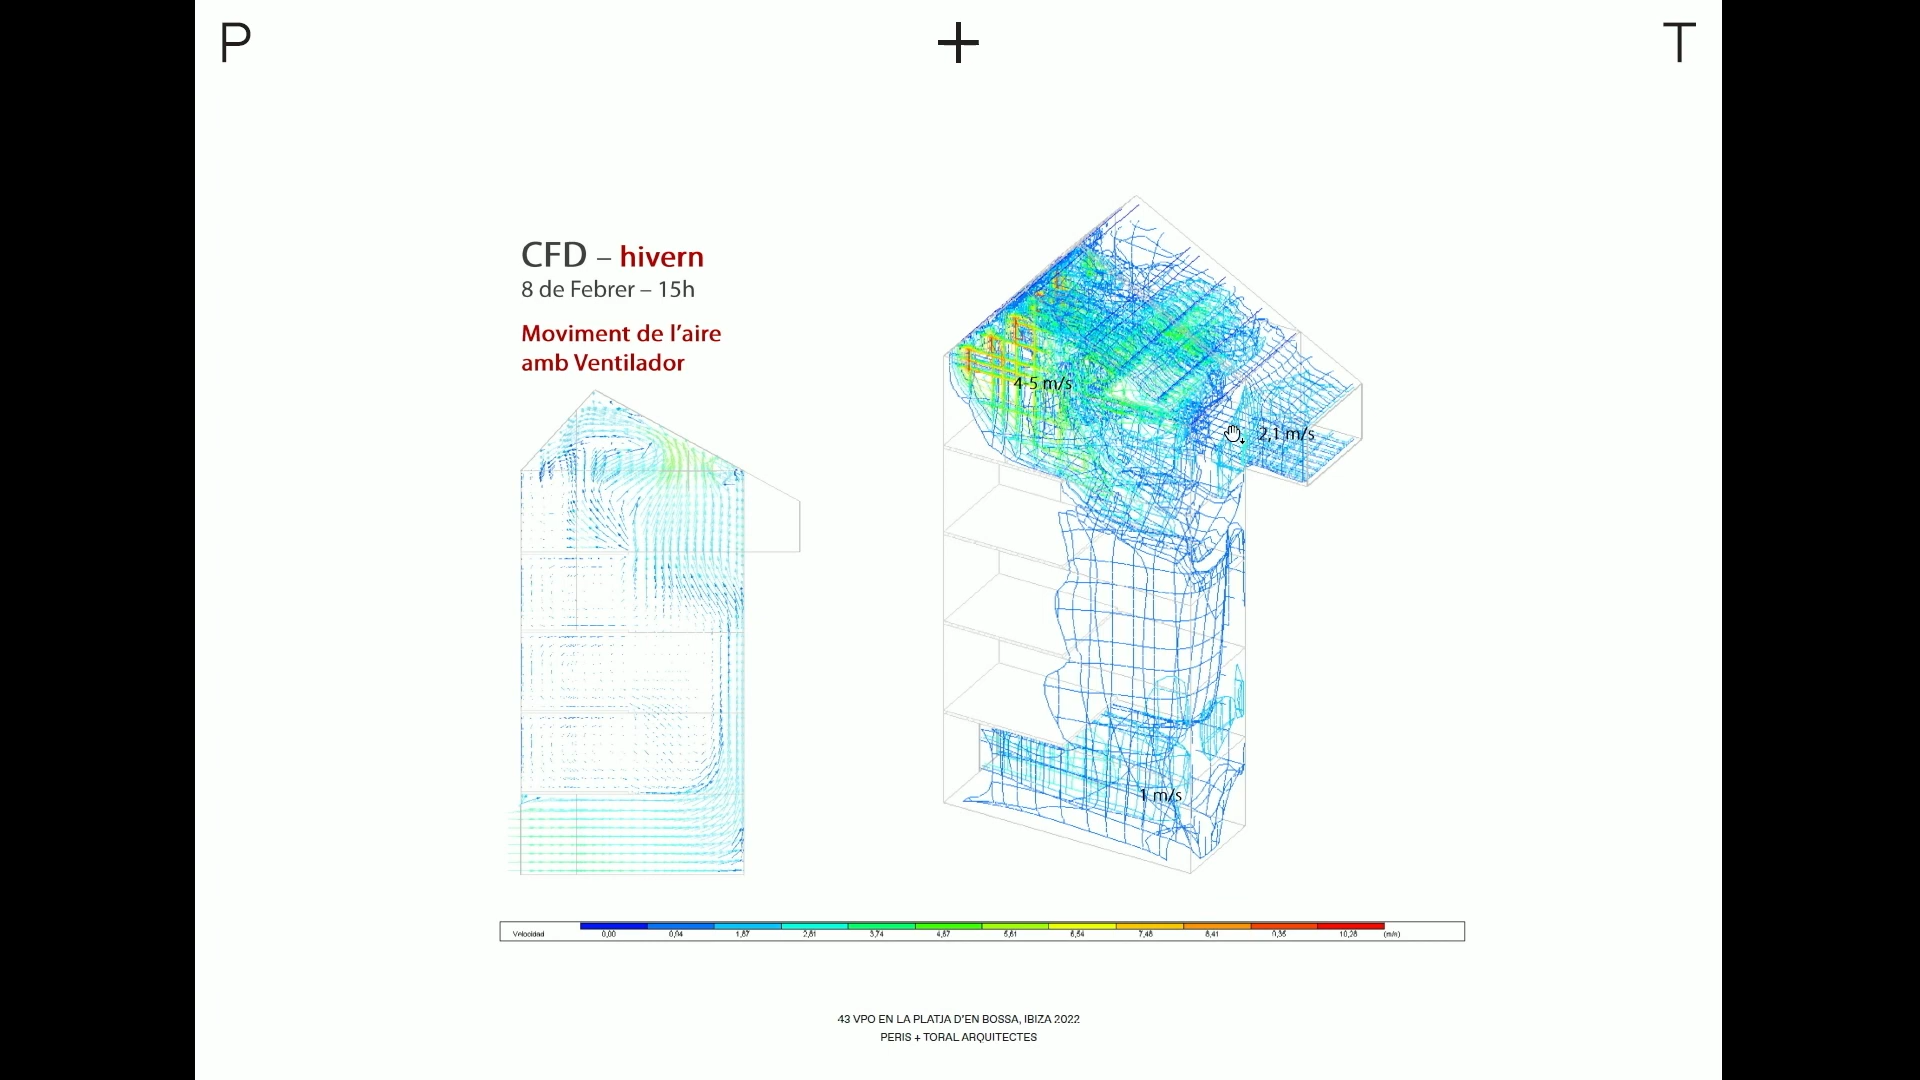 P + T
CFD – hivern
8 de Febrer – 15h
Moviment de l’aire
amb Ventilador
4-5 m/s
2,1 m/s
1 m/s
Velocidad 0,00 0,94 1,87 2,81 3,74 4,67 5,61 6,54 7,48 8,41 9,35 10,28 (m/s)
43 VPO EN LA PLATJA D'EN BOSSA, IBIZA 2022
PERIS + TORAL ARQUITECTES